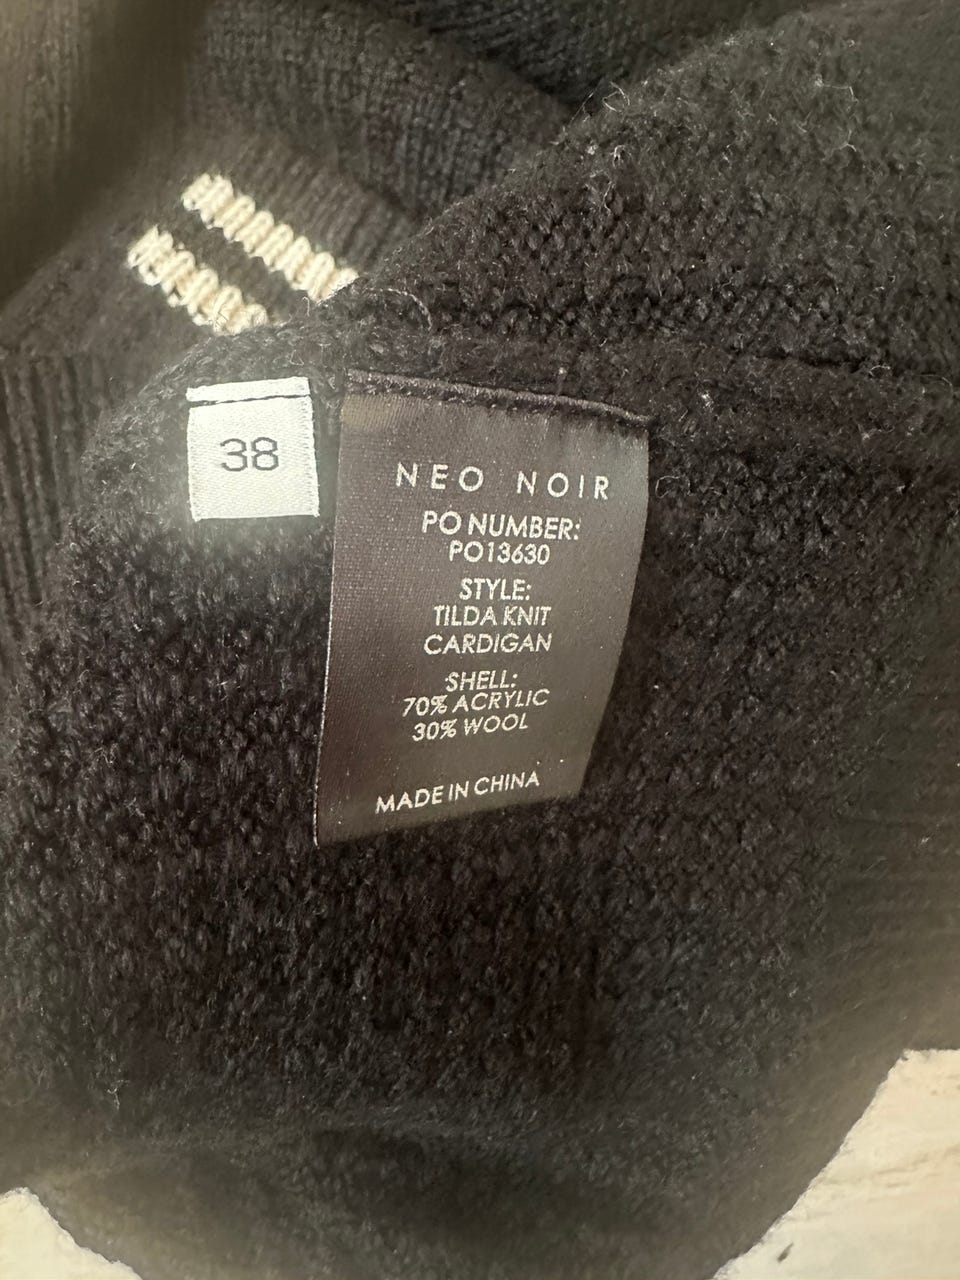 38
NEO NOIR
PO NUMBER:
PO13630
STYLE:
TILDA KNIT
CARDIGAN
SHELL:
70% ACRYLIC
30% WOOL
MADE IN CHINA